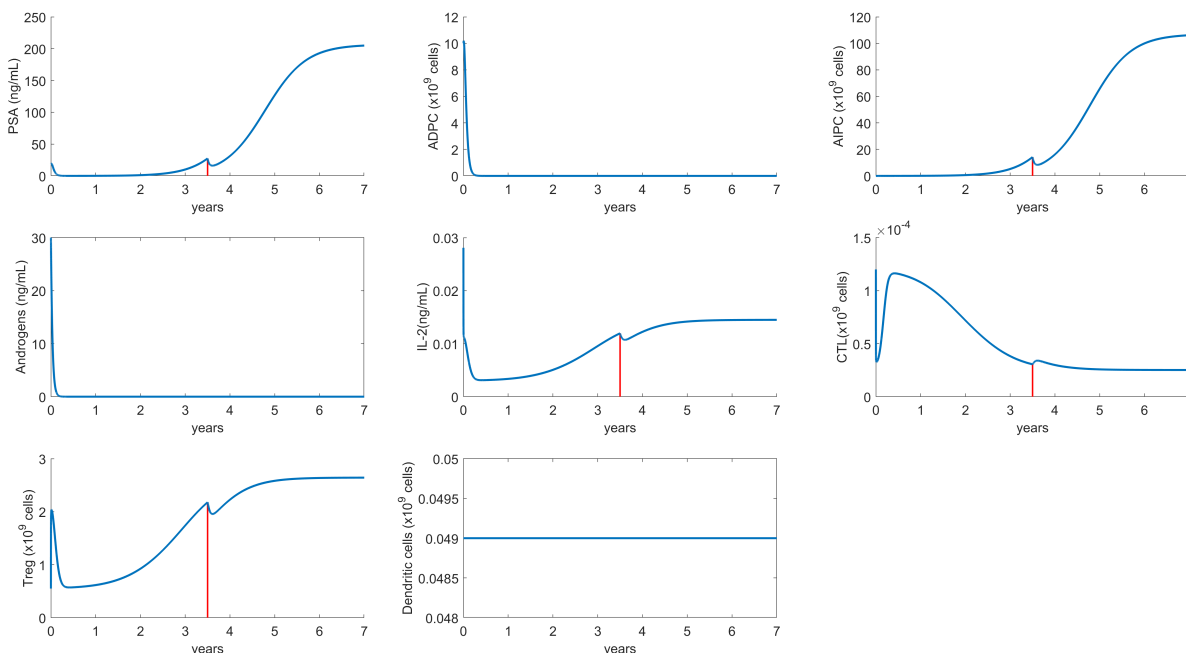 PSA (ng/mL)
250
200
150
100
50
0
0 1 2 3 4 5 6 7
years
ADPC (x10⁹ cells)
12
10
8
6
4
2
0
0 1 2 3 4 5 6 7
years
AIPC (x10⁹ cells)
120
100
80
60
40
20
0
0 1 2 3 4 5 6
years
Androgens (ng/mL)
30
20
10
0
0 1 2 3 4 5 6 7
years
IL-2(ng/mL)
0.03
0.02
0.01
0
0 1 2 3 4 5 6 7
years
×10⁻⁴
CTL(x10⁹ cells)
1.5
1
0.5
0
0 1 2 3 4 5 6
years
Treg (x10⁹ cells)
3
2
1
0
0 1 2 3 4 5 6 7
years
Dendritic cells (x10⁹ cells)
0.05
0.0495
0.049
0.0485
0.048
0 1 2 3 4 5 6 7
years